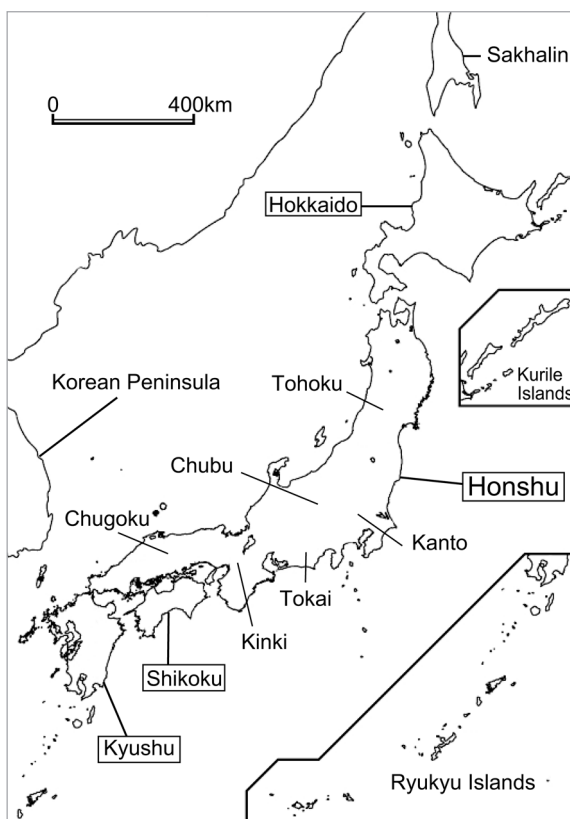 Sakhalin
0 400km
Hokkaido
Kurile
Islands
Korean Peninsula
Tohoku
Chubu
Honshu
Chugoku
Kanto
Tokai
Kinki
Shikoku
Kyushu
Ryukyu Islands